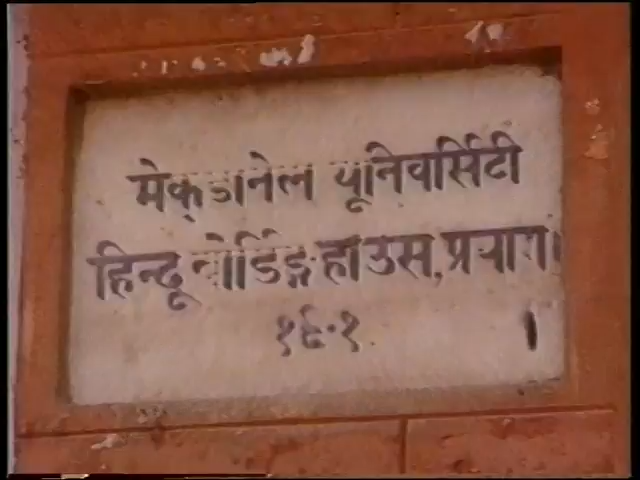 मेक्डानेल यूनिवर्सिटी
हिन्दू बोर्डिङ्ग हाउस, प्रयाग।
१९०१